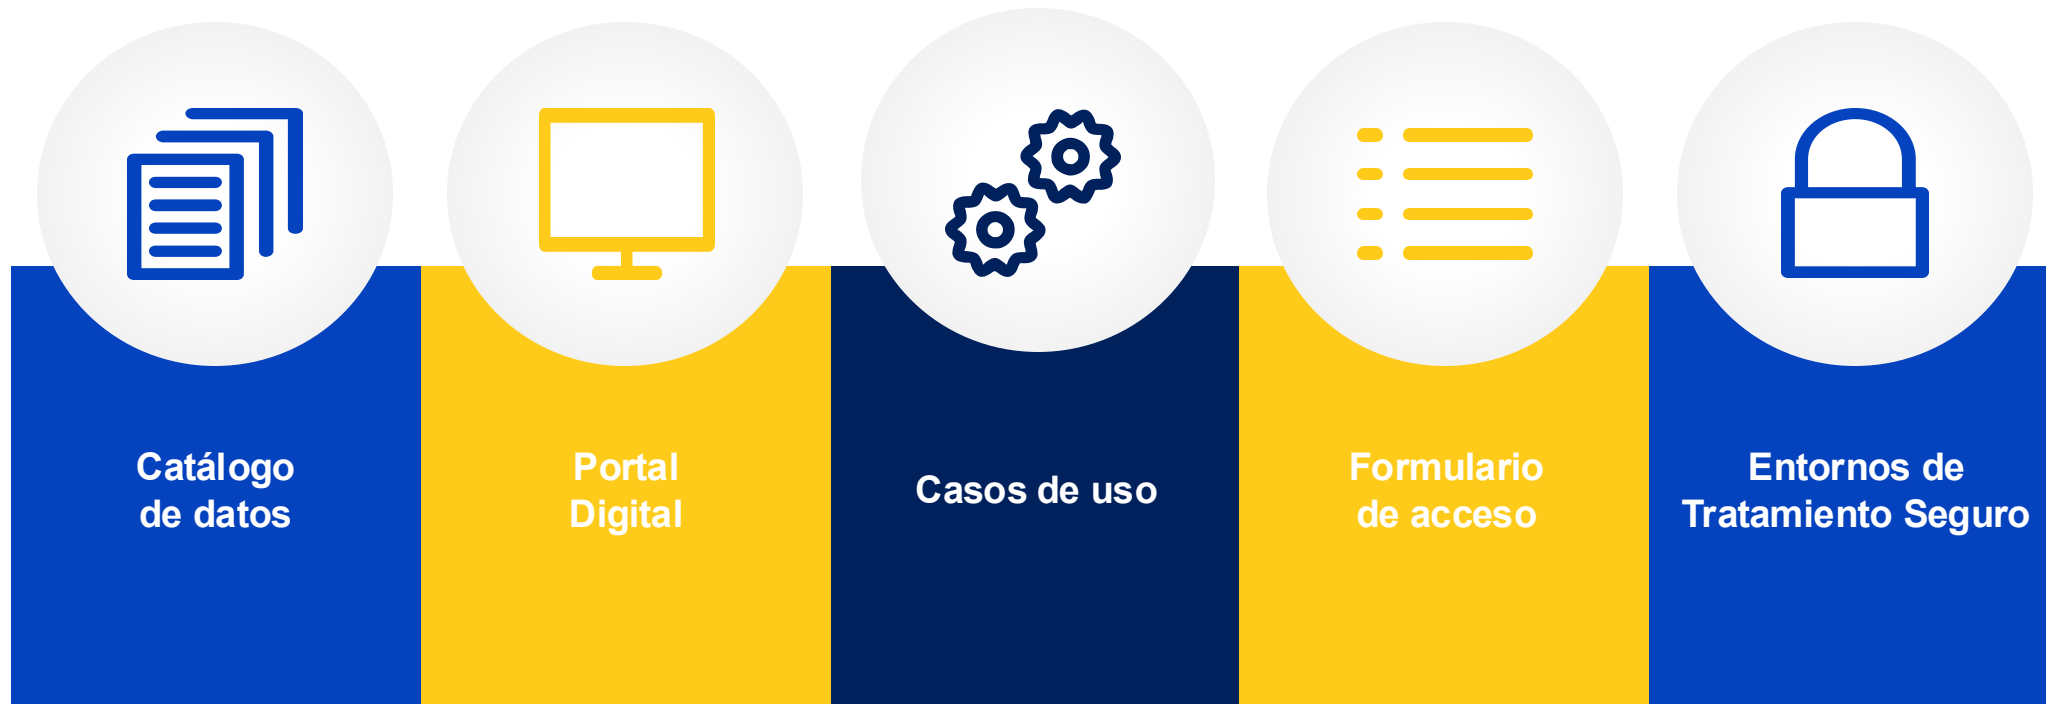 Catálogo
de datos
Portal
Digital
Casos de uso
Formulario
de acceso
Entornos de
Tratamiento Seguro